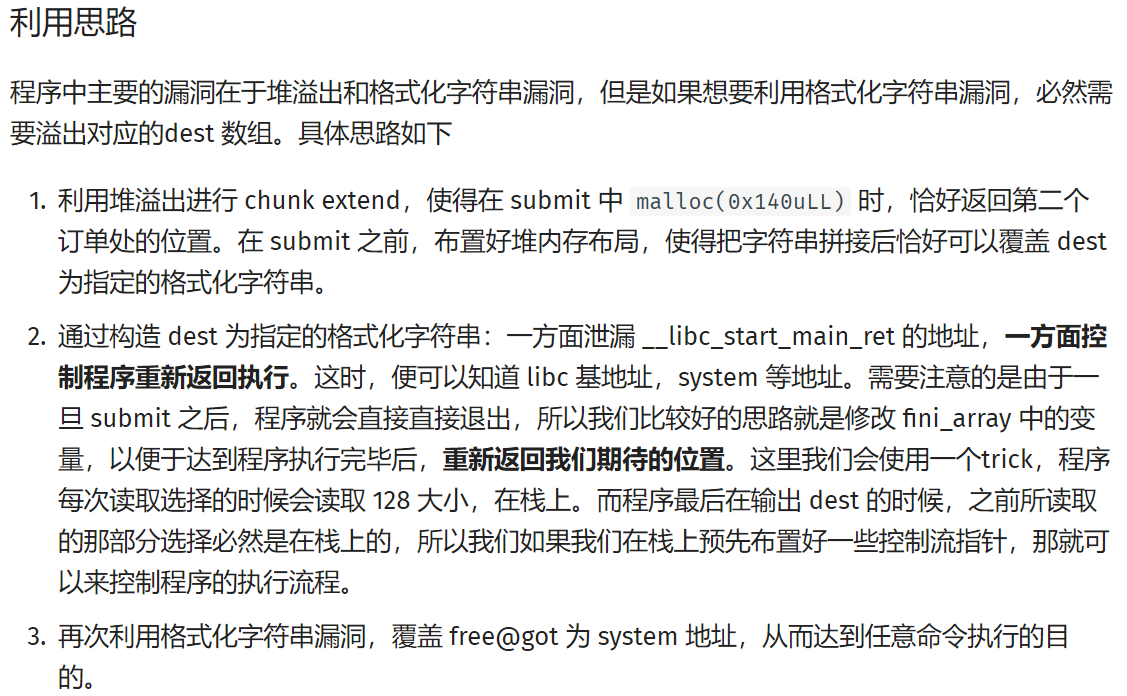 利用思路
程序中主要的漏洞在于堆溢出和格式化字符串漏洞，但是如果想要利用格式化字符串漏洞，必然需
要溢出对应的dest 数组。具体思路如下
1. 利用堆溢出进行 chunk extend，使得在 submit 中 malloc(0x140uLL) 时，恰好返回第二个
订单处的位置。在 submit 之前，布置好堆内存布局，使得把字符串拼接后恰好可以覆盖 dest
为指定的格式化字符串。
2. 通过构造 dest 为指定的格式化字符串：一方面泄漏 __libc_start_main_ret 的地址，一方面控
制程序重新返回执行。这时，便可以知道 libc 基地址，system 等地址。需要注意的是由于一
旦 submit 之后，程序就会直接直接退出，所以我们比较好的思路就是修改 fini_array 中的变
量，以便于达到程序执行完毕后，重新返回我们期待的位置。这里我们会使用一个trick，程序
每次读取选择的时候会读取 128 大小，在栈上。而程序最后在输出 dest 的时候，之前所读取
的那部分选择必然是在栈上的，所以我们如果我们在栈上预先布置好一些控制流指针，那就可
以来控制程序的执行流程。
3. 再次利用格式化字符串漏洞，覆盖 free@got 为 system 地址，从而达到任意命令执行的目
的。